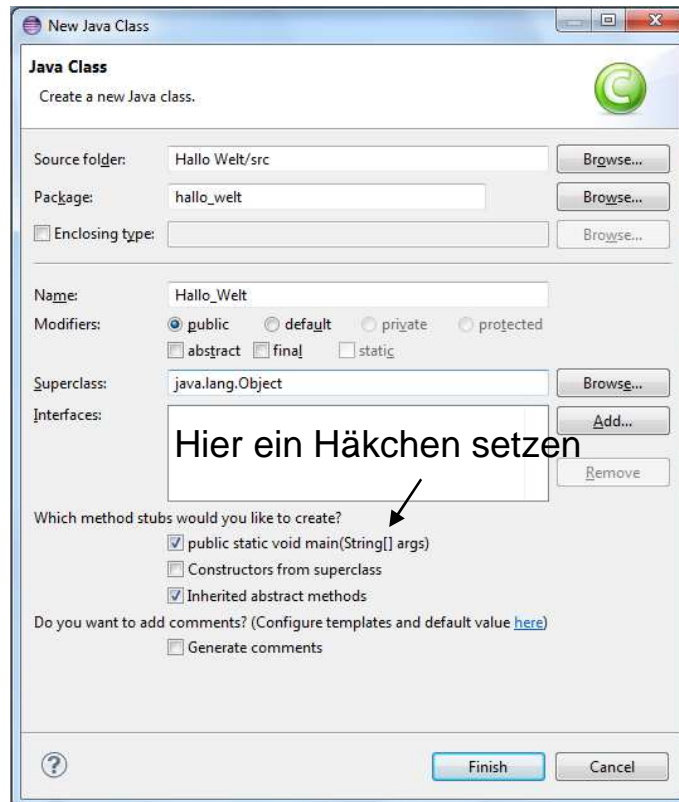 New Java Class
Java Class
Create a new Java class.
Source folder: Hallo Welt/src Browse...
Package: hallo_welt Browse...
Enclosing type: Browse...
Name: Hallo_Welt
Modifiers: public default private protected
abstract final static
Superclass: java.lang.Object Browse...
Interfaces: Add...
Hier ein Häkchen setzen
Remove
Which method stubs would you like to create?
public static void main(String[] args)
Constructors from superclass
Inherited abstract methods
Do you want to add comments? (Configure templates and default value here)
Generate comments
? Finish Cancel